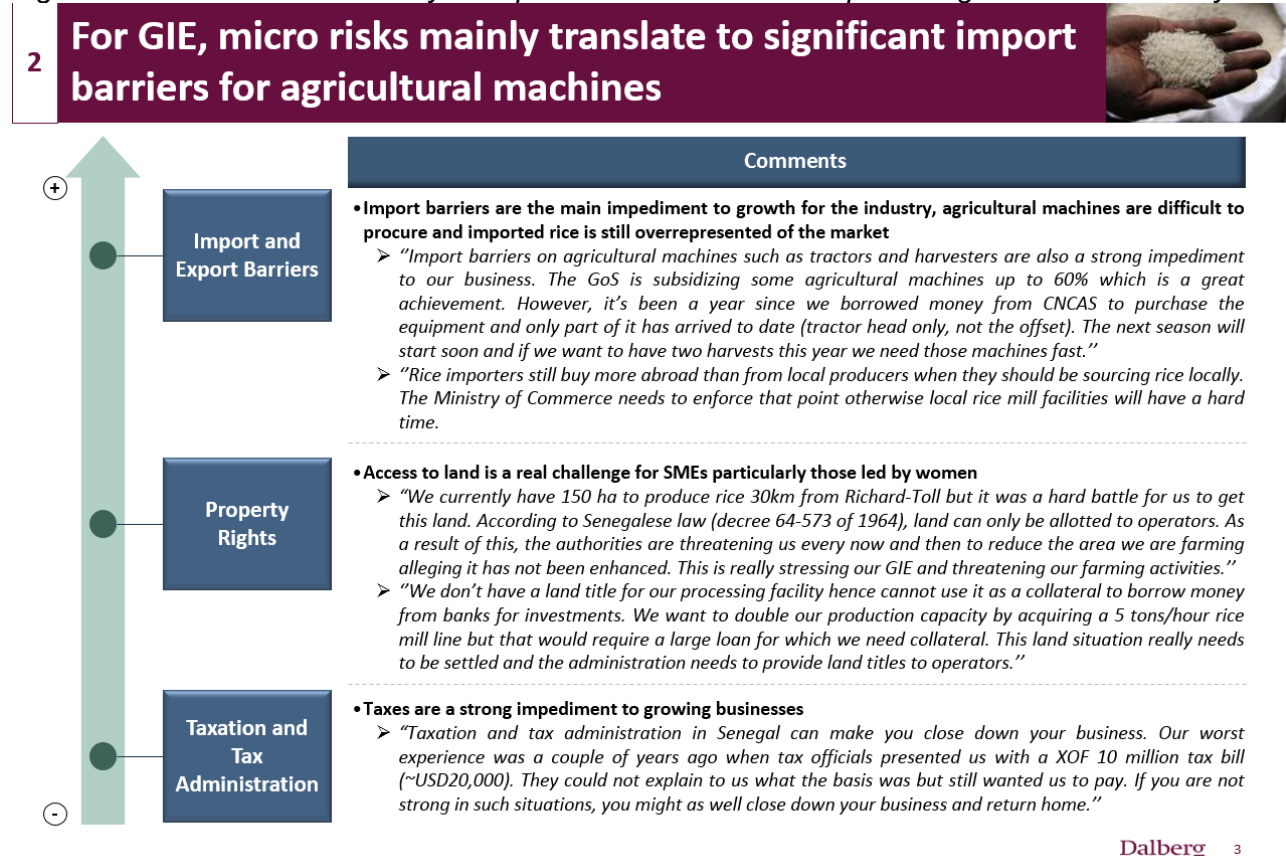 2
For GIE, micro risks mainly translate to significant import
barriers for agricultural machines
Comments
+
Import and
Export Barriers
•Import barriers are the main impediment to growth for the industry, agricultural machines are difficult to
procure and imported rice is still overrepresented of the market
➢ ‘’Import barriers on agricultural machines such as tractors and harvesters are also a strong impediment
to our business. The GoS is subsidizing some agricultural machines up to 60% which is a great
achievement. However, it’s been a year since we borrowed money from CNCAS to purchase the
equipment and only part of it has arrived to date (tractor head only, not the offset). The next season will
start soon and if we want to have two harvests this year we need those machines fast.’’
➢ ‘’Rice importers still buy more abroad than from local producers when they should be sourcing rice locally.
The Ministry of Commerce needs to enforce that point otherwise local rice mill facilities will have a hard
time.
Property
Rights
•Access to land is a real challenge for SMEs particularly those led by women
➢ “We currently have 150 ha to produce rice 30km from Richard-Toll but it was a hard battle for us to get
this land. According to Senegalese law (decree 64-573 of 1964), land can only be allotted to operators. As
a result of this, the authorities are threatening us every now and then to reduce the area we are farming
alleging it has not been enhanced. This is really stressing our GIE and threatening our farming activities.’’
➢ “We don’t have a land title for our processing facility hence cannot use it as a collateral to borrow money
from banks for investments. We want to double our production capacity by acquiring a 5 tons/hour rice
mill line but that would require a large loan for which we need collateral. This land situation really needs
to be settled and the administration needs to provide land titles to operators.’’
Taxation and
Tax
Administration
•Taxes are a strong impediment to growing businesses
➢ “Taxation and tax administration in Senegal can make you close down your business. Our worst
experience was a couple of years ago when tax officials presented us with a XOF 10 million tax bill
(~USD20,000). They could not explain to us what the basis was but still wanted us to pay. If you are not
strong in such situations, you might as well close down your business and return home.’’
-
Dalberg 3